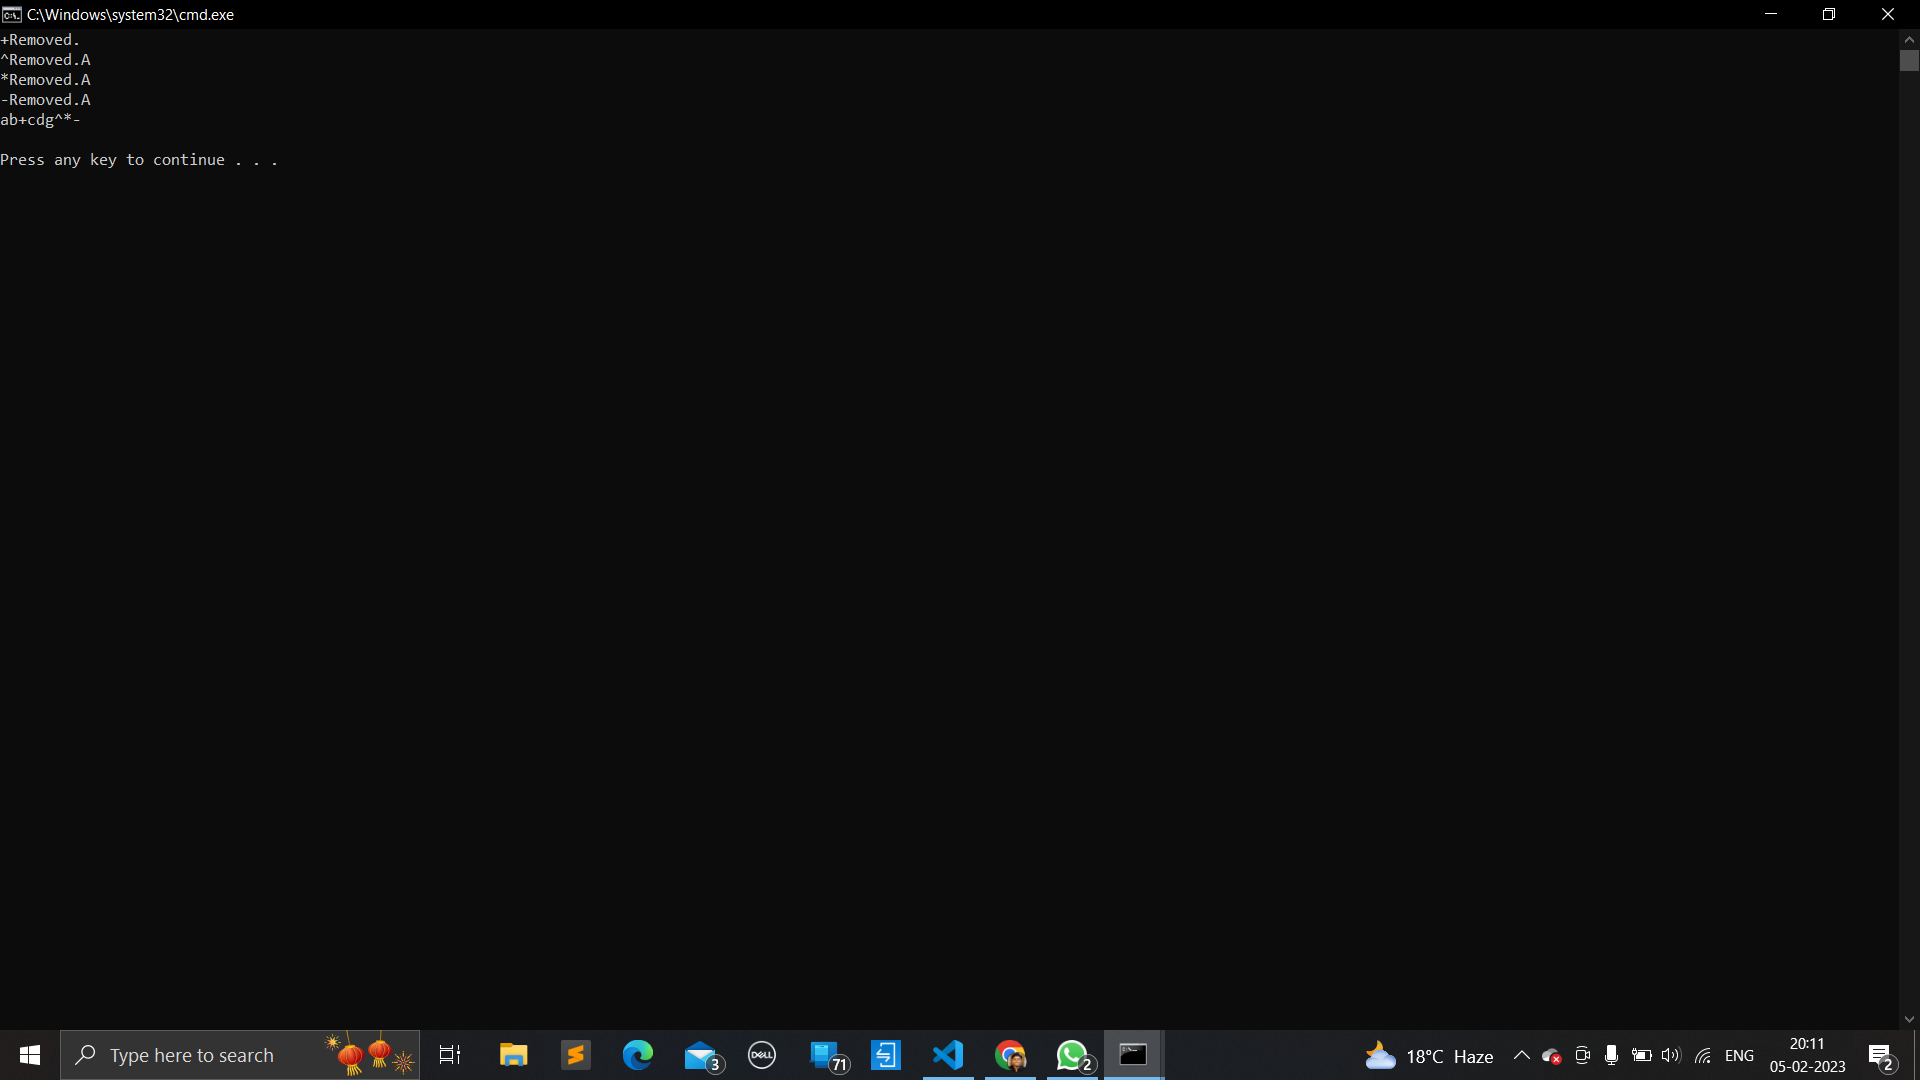 C:\Windows\system32\cmd.exe
+Removed.
^Removed.A
*Removed.A
-Removed.A
ab+cdg^*-
Press any key to continue . . .
Type here to search
3
DELL
71
2
18°C Haze
ENG
20:11
05-02-2023
2